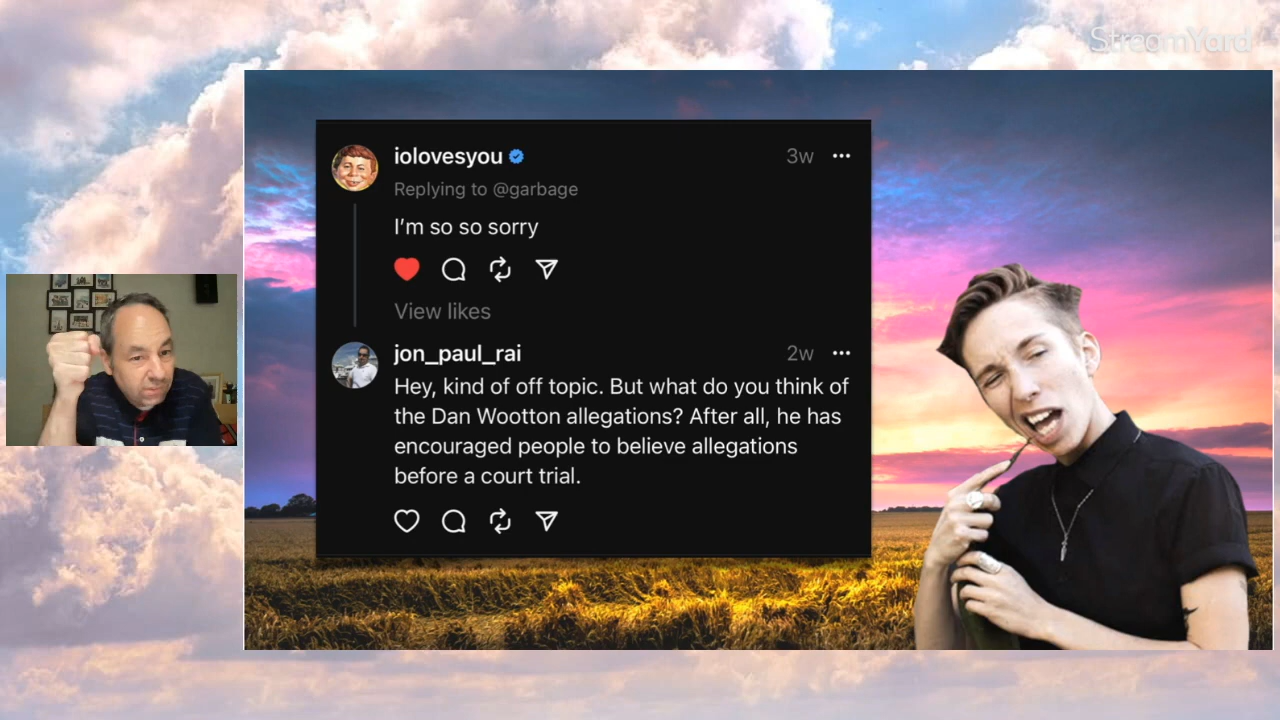 StreamYard
iolovesyou
3w
Replying to @garbage
I'm so so sorry
View likes
jon_paul_rai
2w
Hey, kind of off topic. But what do you think of
the Dan Wootton allegations? After all, he has
encouraged people to believe allegations
before a court trial.